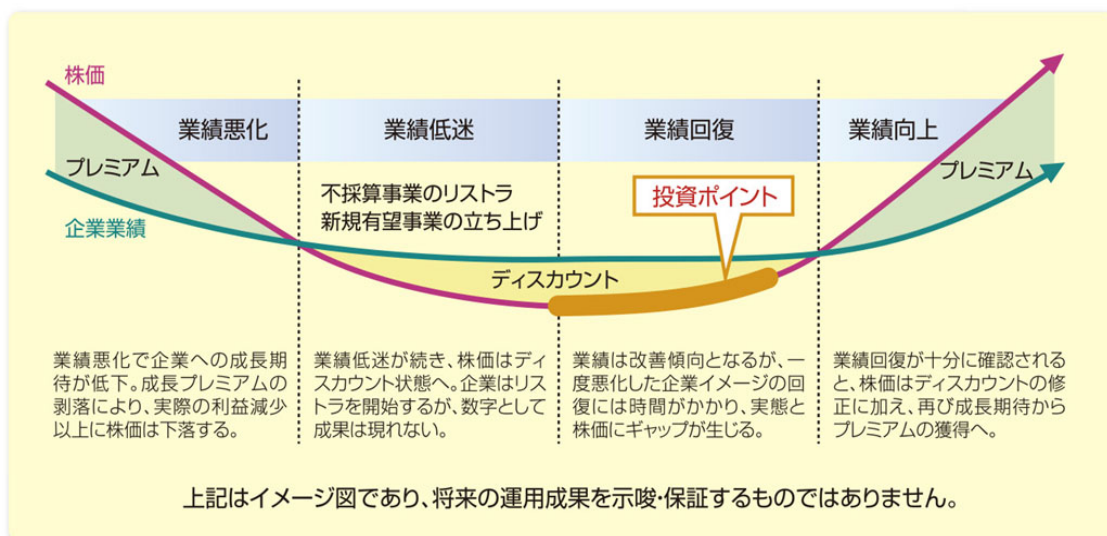 株価
業績悪化
業績低迷
業績回復
業績向上
プレミアム
プレミアム
不採算事業のリストラ
新規有望事業の立ち上げ
投資ポイント
企業業績
ディスカウント
業績悪化で企業への成長期
待が低下。成長プレミアムの
剥落により、実際の利益減少
以上に株価は下落する。
業績低迷が続き、株価はディ
スカウント状態へ。企業はリス
トラを開始するが、数字として
成果は現れない。
業績は改善傾向となるが、一
度悪化した企業イメージの回
復には時間がかかり、実態と
株価にギャップが生じる。
業績回復が十分に確認される
と、株価はディスカウントの修
正に加え、再び成長期待から
プレミアムの獲得へ。
上記はイメージ図であり、将来の運用成果を示唆・保証するものではありません。